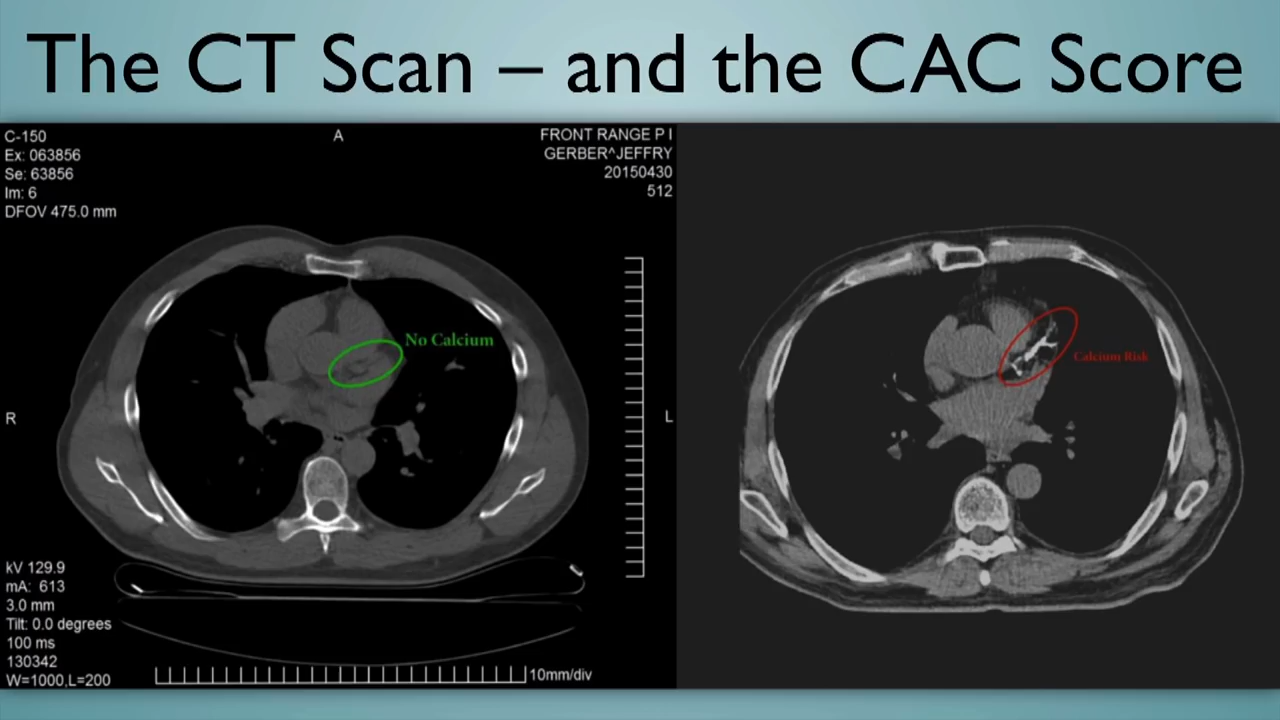 The CT Scan – and the CAC Score
C-150
Ex: 063856
Se: 63856
Im: 6
DFOV 475.0 mm
A
FRONT RANGE P I
GERBER^JEFFRY
20150430
512
No Calcium
R
L
kV 129.9
mA: 613
3.0 mm
Tilt: 0.0 degrees
100 ms
130342
W=1000,L=200
10mm/div
Calcium Risk